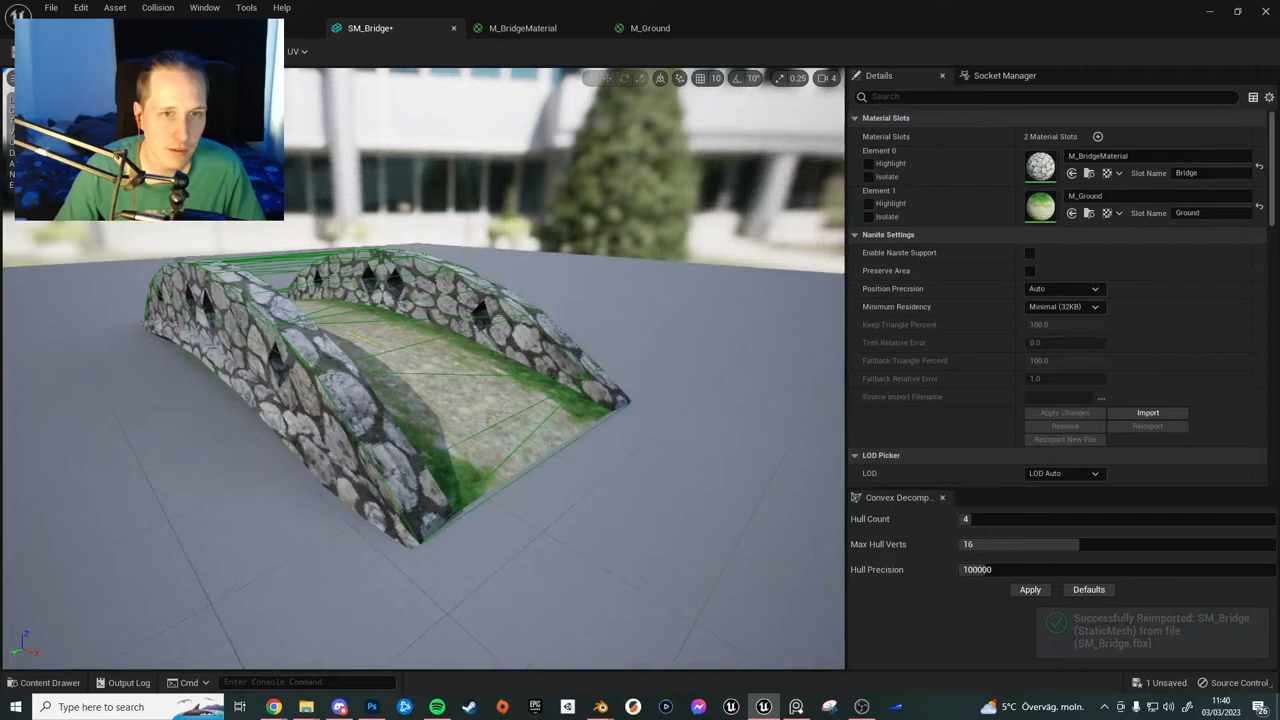 File Edit Asset Collision Window Tools Help
SM_Bridge*
M_BridgeMaterial
M_Ground
UV
10
10°
0.25
4
Details
Socket Manager
Search
Material Slots
Material Slots 2 Material Slots
Element 0
Highlight
Isolate
M_BridgeMaterial
Slot Name Bridge
Element 1
Highlight
Isolate
M_Ground
Slot Name Ground
Nanite Settings
Enable Nanite Support
Preserve Area
Position Precision Auto
Minimum Residency Minimal (32KB)
Keep Triangle Percent 100.0
Trim Relative Error 0.0
Fallback Triangle Percent 100.0
Fallback Relative Error 1.0
Source Import Filename ...
Apply Changes Import
Remove Reimport
Reimport New File
LOD Picker
LOD LOD Auto
Convex Decomp...
Hull Count 4
Max Hull Verts 16
Hull Precision 100000
Apply Defaults
Successfully Reimported: SM_Bridge
(StaticMesh) from file
(SM_Bridge.fbx)
Z
X
Content Drawer Output Log Cmd Enter Console Command 1 Unsaved Source Control
Type here to search
5°C Överväg. moln.
11:40
03/03/2023